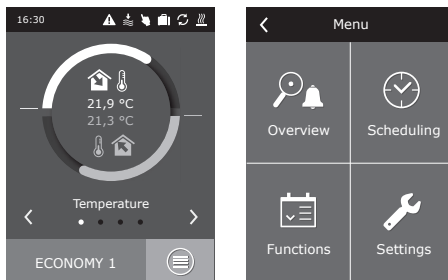 16:30
21,9 °C
21,3 °C
Temperature
ECONOMY 1
Menu
Overview
Scheduling
Functions
Settings